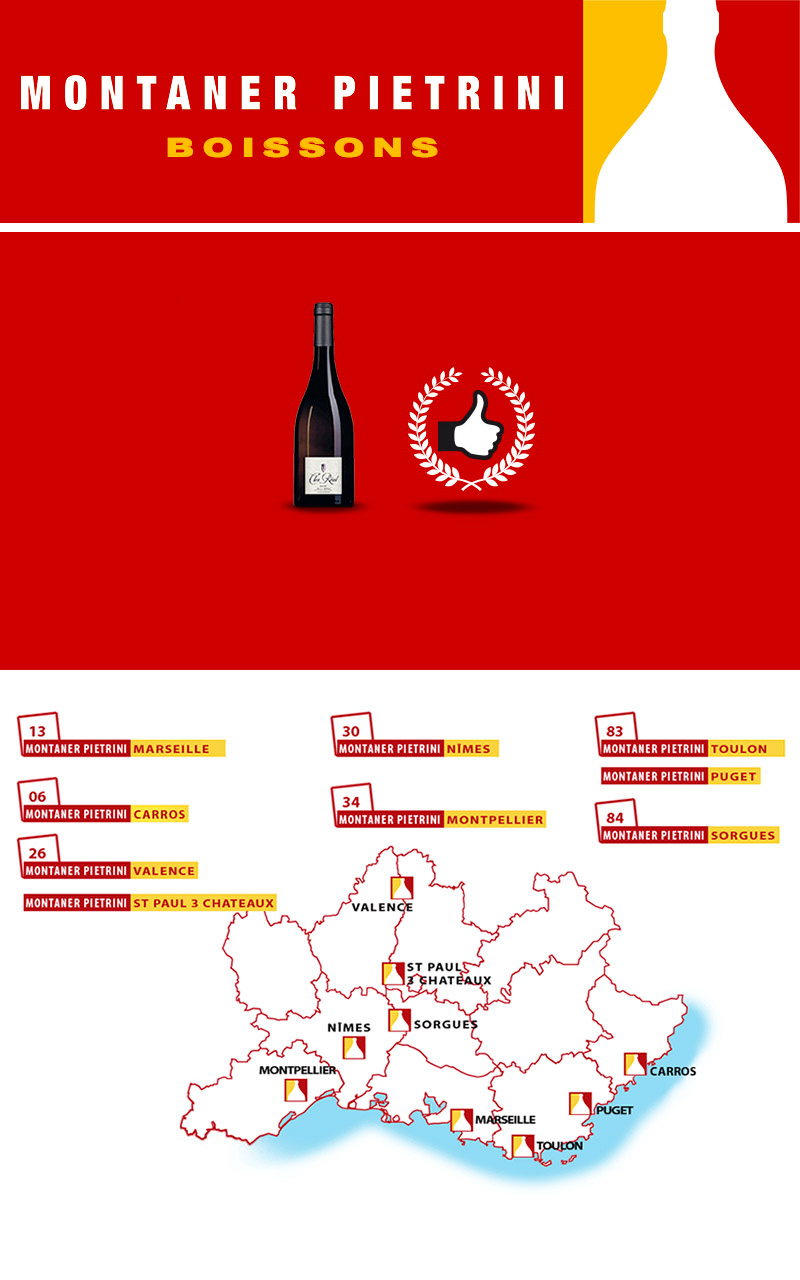 MONTANER PIETRINI
BOISSONS
Clos Réal
13
MONTANER PIETRINI MARSEILLE
06
MONTANER PIETRINI CARROS
26
MONTANER PIETRINI VALENCE
MONTANER PIETRINI ST PAUL 3 CHATEAUX
30
MONTANER PIETRINI NÎMES
34
MONTANER PIETRINI MONTPELLIER
83
MONTANER PIETRINI TOULON
MONTANER PIETRINI PUGET
84
MONTANER PIETRINI SORGUES
VALENCE
ST PAUL
3 CHATEAUX
SORGUES
NÎMES
MONTPELLIER
CARROS
PUGET
MARSEILLE
TOULON